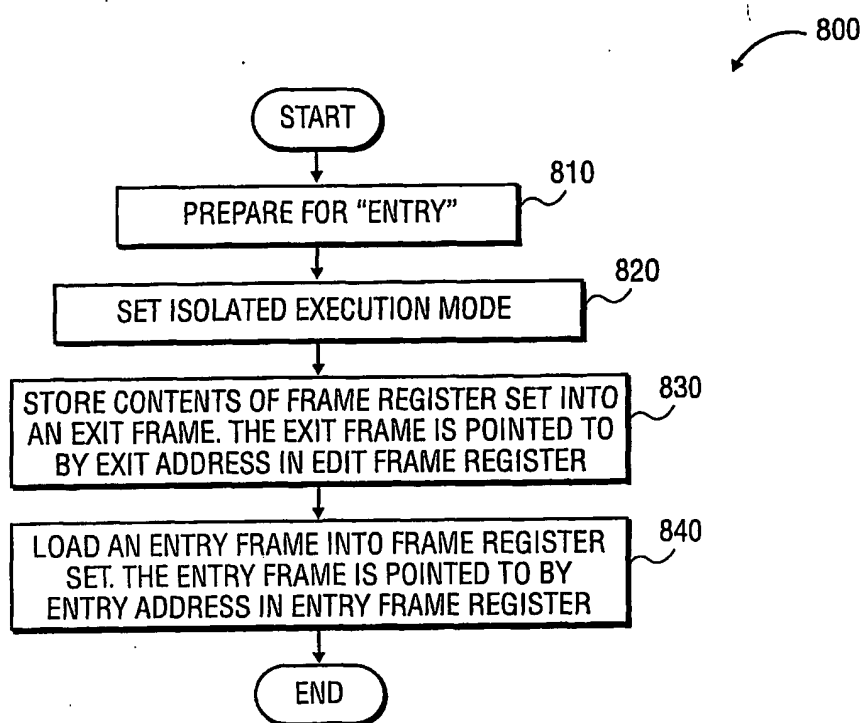 800
START
810
PREPARE FOR "ENTRY"
820
SET ISOLATED EXECUTION MODE
830
STORE CONTENTS OF FRAME REGISTER SET INTO
AN EXIT FRAME. THE EXIT FRAME IS POINTED TO
BY EXIT ADDRESS IN EDIT FRAME REGISTER
840
LOAD AN ENTRY FRAME INTO FRAME REGISTER
SET. THE ENTRY FRAME IS POINTED TO BY
ENTRY ADDRESS IN ENTRY FRAME REGISTER
END